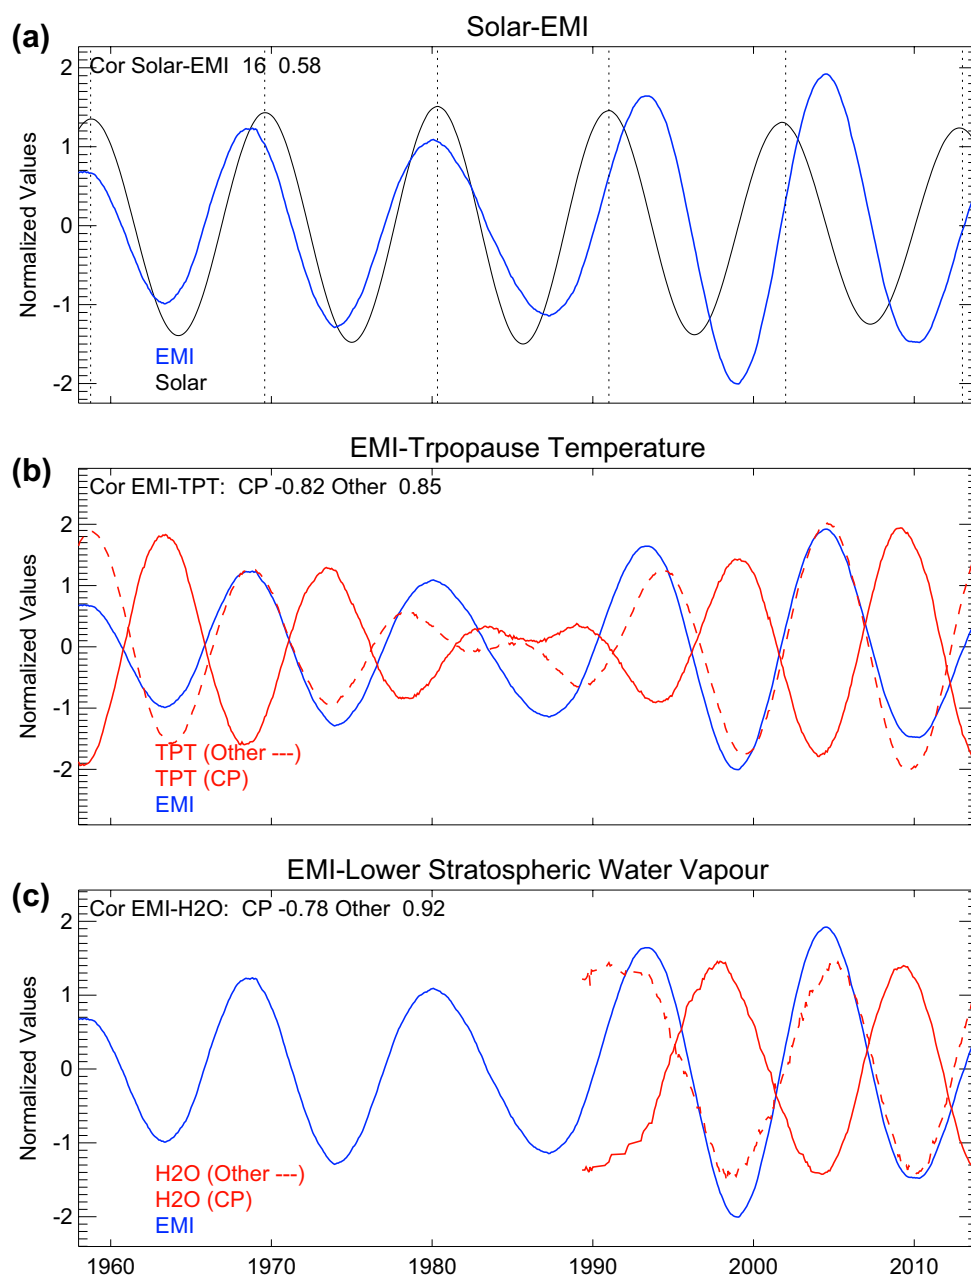 (a)
Solar-EMI
Cor Solar-EMI 16 0.58
2
1
0
-1
-2
Normalized Values
EMI
Solar
(b)
EMI-Trpopause Temperature
Cor EMI-TPT: CP -0.82 Other 0.85
2
1
0
-1
-2
Normalized Values
TPT (Other ---)
TPT (CP)
EMI
(c)
EMI-Lower Stratospheric Water Vapour
Cor EMI-H2O: CP -0.78 Other 0.92
2
1
0
-1
-2
Normalized Values
H2O (Other ---)
H2O (CP)
EMI
1960 1970 1980 1990 2000 2010